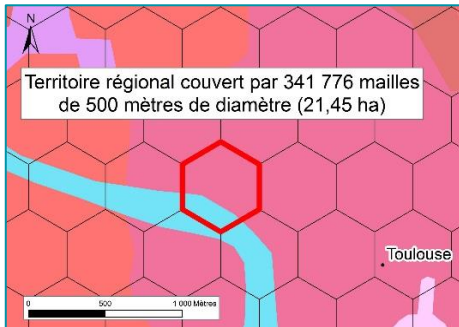 N
Territoire régional couvert par 341 776 mailles
de 500 mètres de diamètre (21,45 ha)
Toulouse
0 500 1 000 Mètres